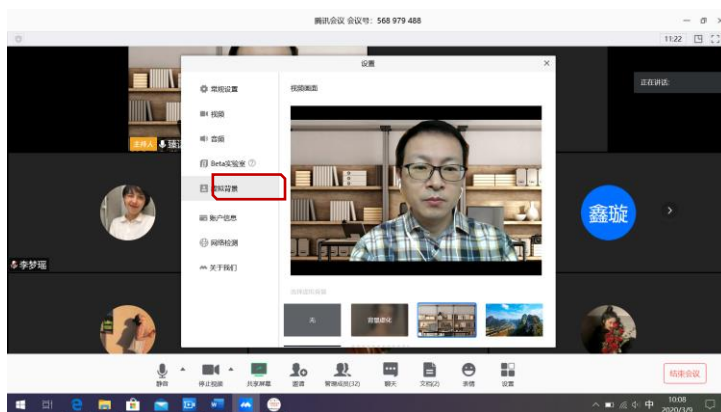 腾讯会议 会议号：568 979 488
11:22
正在讲话:
设置
常规设置
视频画面
视频
音频
Beta实验室
虚拟背景
账户信息
网络检测
关于我们
主持人
鑫璇
李梦瑶
无
背景虚化
静音
停止视频
共享屏幕
邀请
管理成员(32)
聊天
文档(2)
表情
设置
结束会议
中
10:08
2020/3/9